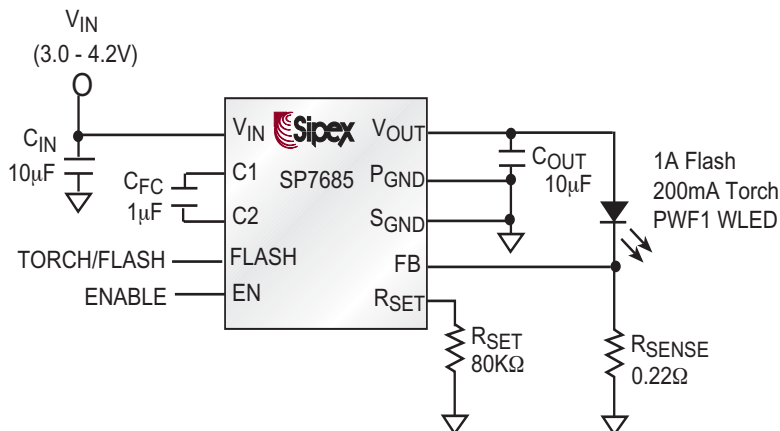 VIN
(3.0 - 4.2V)
CIN
10μF
CFC
1μF
TORCH/FLASH
ENABLE
VIN
Sipex
VOUT
C1
SP7685
PGND
C2
SGND
FLASH
FB
EN
RSET
COUT
10μF
1A Flash
200mA Torch
PWF1 WLED
RSET
80KΩ
RSENSE
0.22Ω